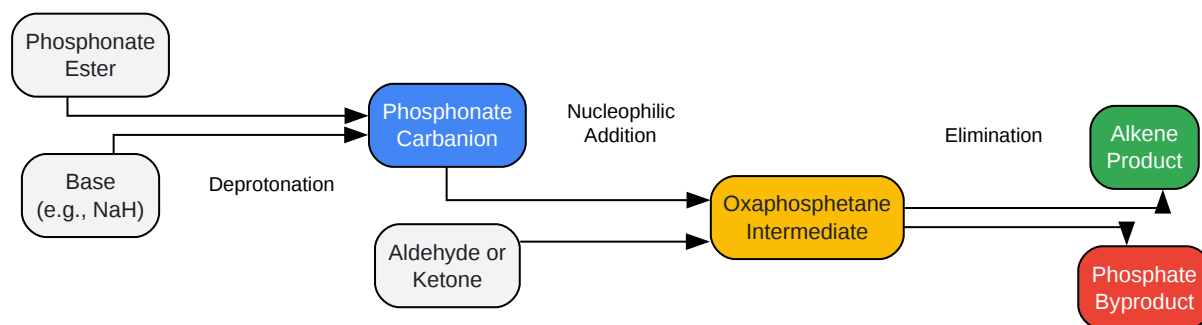 Phosphonate
Ester
Base
(e.g., NaH)
Deprotonation
Phosphonate
Carbanion
Nucleophilic
Addition
Aldehyde or
Ketone
Oxaphosphetane
Intermediate
Elimination
Alkene
Product
Phosphate
Byproduct